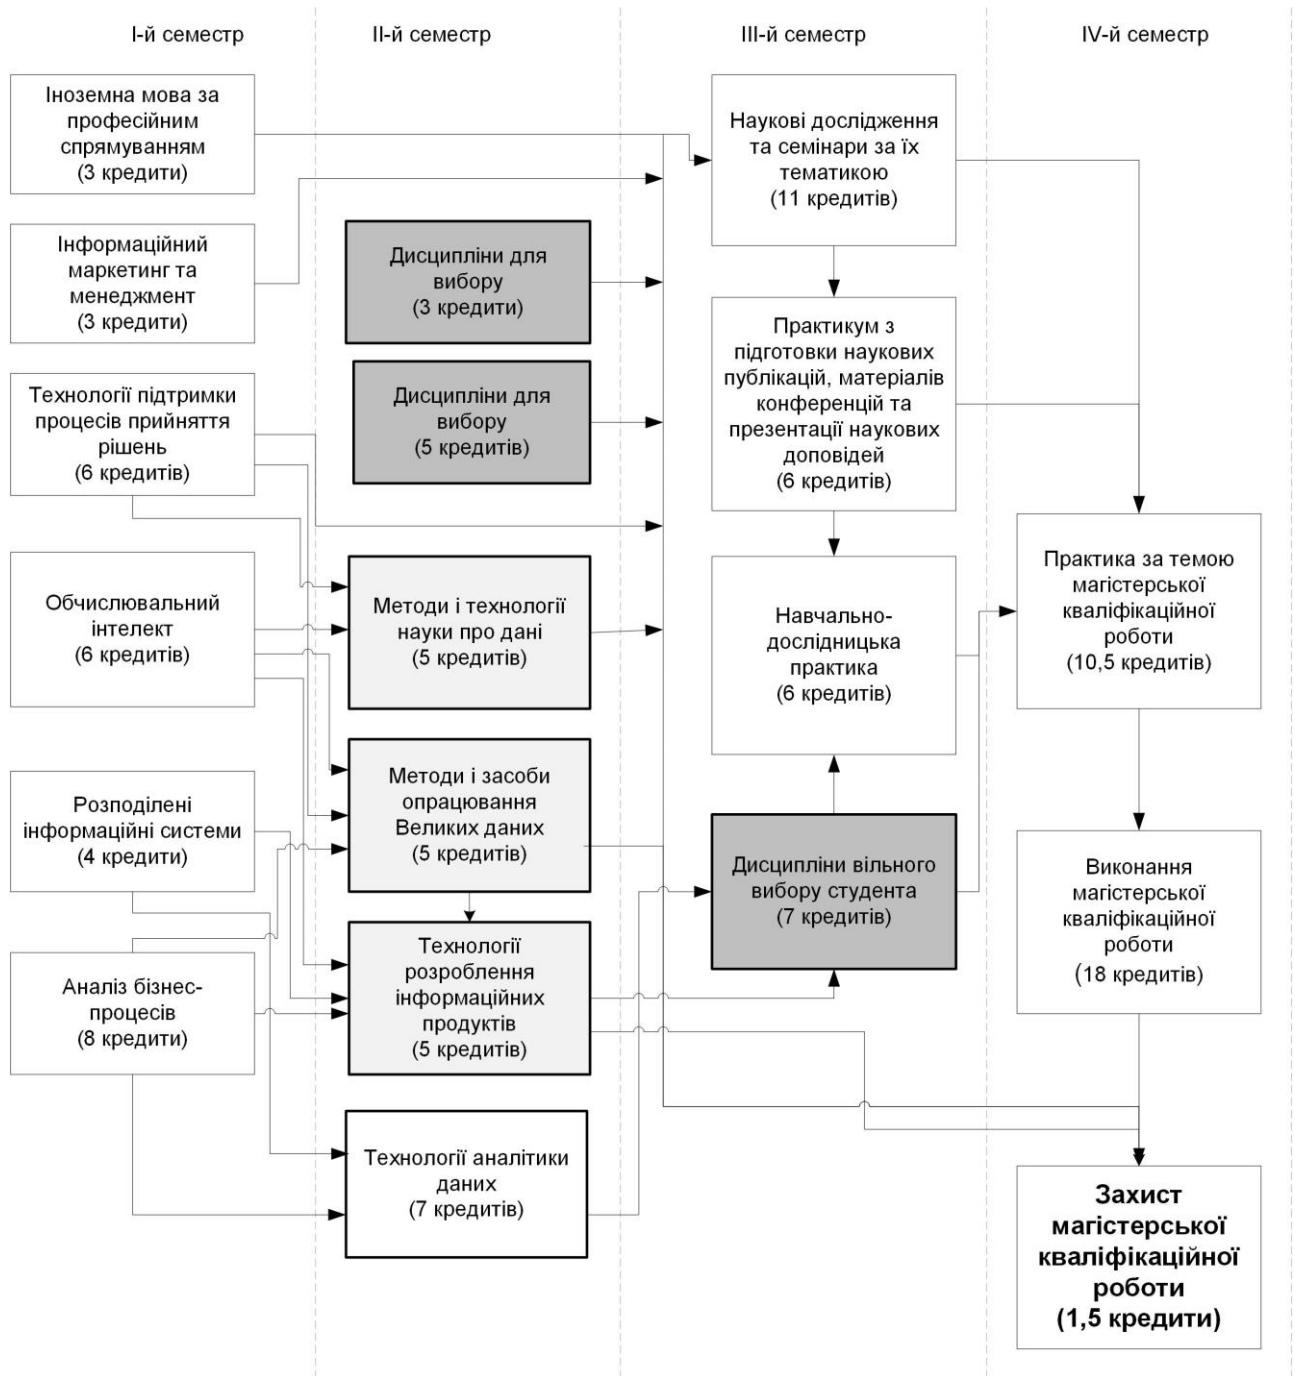 І-й семестр
ІІ-й семестр
ІІІ-й семестр
IV-й семестр
Іноземна мова за
професійним
спрямуванням
(3 кредити)
Інформаційний
маркетинг та
менеджмент
(3 кредити)
Технології підтримки
процесів прийняття
рішень
(6 кредитів)
Обчислювальний
інтелект
(6 кредитів)
Розподілені
інформаційні системи
(4 кредити)
Аналіз бізнес-
процесів
(8 кредити)
Дисципліни для
вибору
(3 кредити)
Дисципліни для
вибору
(5 кредитів)
Методи і технології
науки про дані
(5 кредитів)
Методи і засоби
опрацювання
Великих даних
(5 кредитів)
Технології
розроблення
інформаційних
продуктів
(5 кредитів)
Технології аналітики
даних
(7 кредитів)
Наукові дослідження
та семінари за їх
тематикою
(11 кредитів)
Практикум з
підготовки наукових
публікацій, матеріалів
конференцій та
презентації наукових
доповідей
(6 кредитів)
Навчально-
дослідницька
практика
(6 кредитів)
Дисципліни вільного
вибору студента
(7 кредитів)
Практика за темою
магістерської
кваліфікаційної
роботи
(10,5 кредитів)
Виконання
магістерської
кваліфікаційної
роботи
(18 кредитів)
Захист
магістерської
кваліфікаційної
роботи
(1,5 кредити)